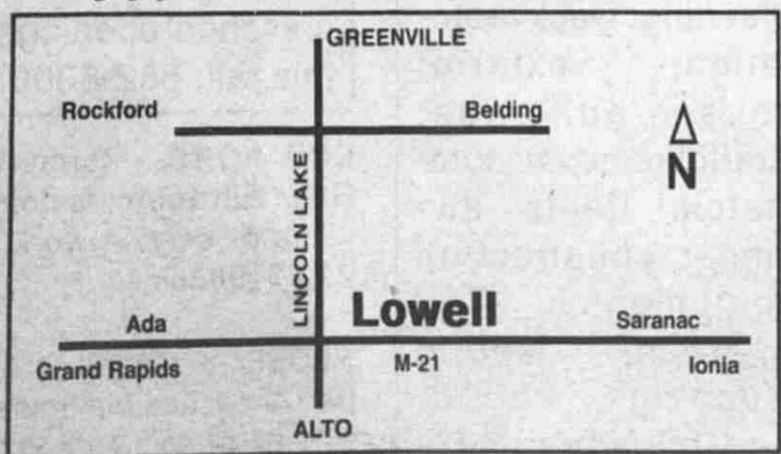 GREENVILLE
Rockford
Belding
N
LINCOLN LAKE
Lowell
Ada
Saranac
Grand Rapids
M-21
Ionia
ALTO